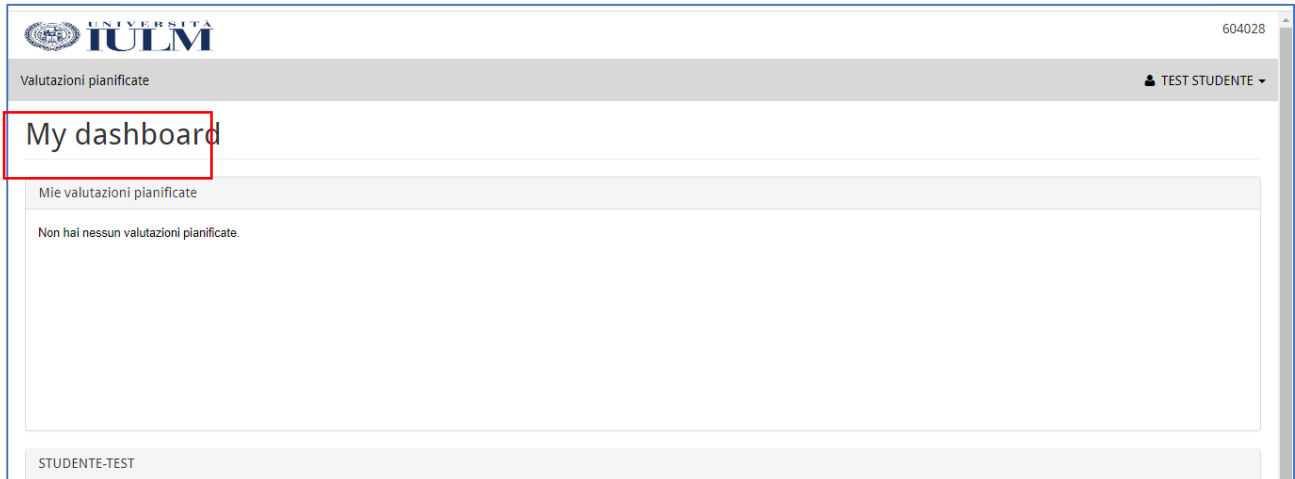 UNIVERSITÀ
IULM
604028
Valutazioni pianificate
TEST STUDENTE
My dashboard
Mie valutazioni pianificate
Non hai nessun valutazioni pianificate.
STUDENTE-TEST